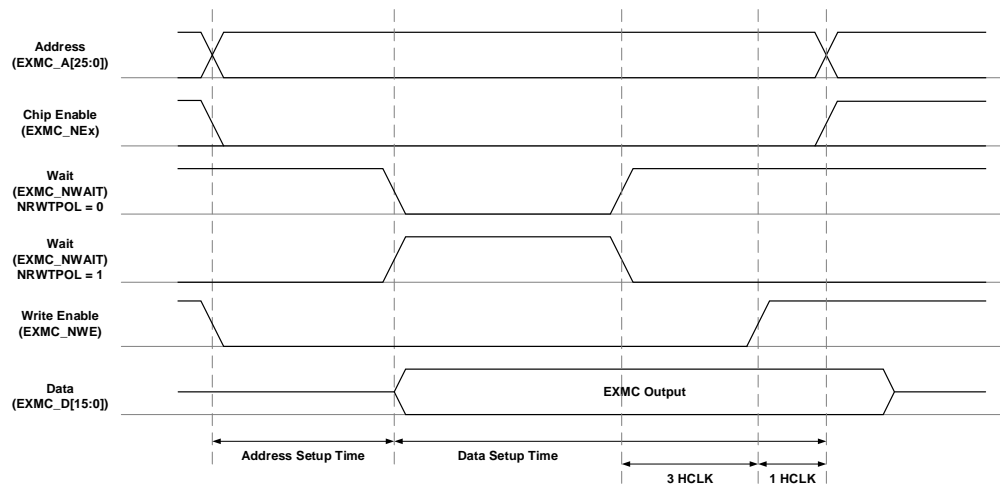 Address
(EXMC_A[25:0])
Chip Enable
(EXMC_NEx)
Wait
(EXMC_NWAIT)
NRWTPOL = 0
Wait
(EXMC_NWAIT)
NRWTPOL = 1
Write Enable
(EXMC_NWE)
Data
(EXMC_D[15:0])
EXMC Output
Address Setup Time
Data Setup Time
3 HCLK
1 HCLK